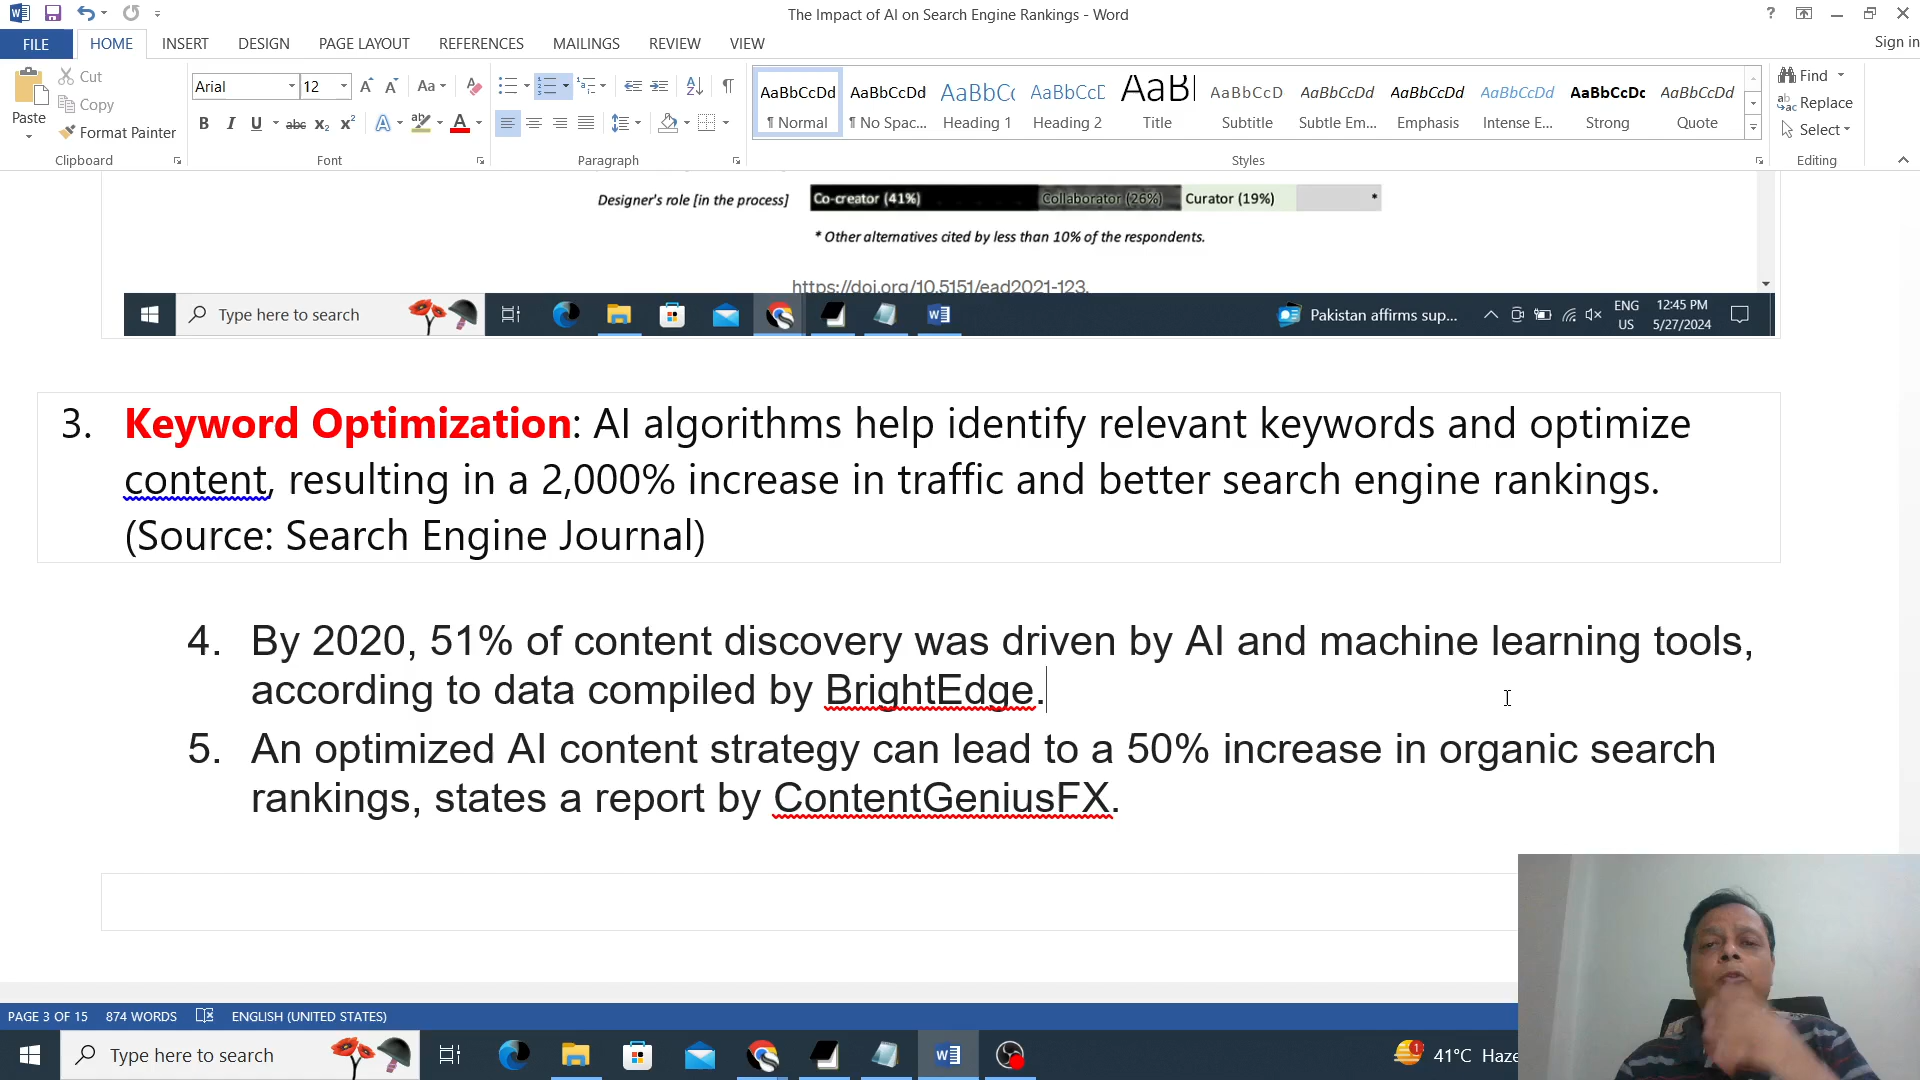 The Impact of AI on Search Engine Rankings - Word
?
Sign in
FILE HOME INSERT DESIGN PAGE LAYOUT REFERENCES MAILINGS REVIEW VIEW
Paste
Cut
Copy
Format Painter
Clipboard
Arial 12
Aa
B I U abc x₂ x² A A
Font
Paragraph
AaBbCcDd AaBbCcDd AaBbCc AaBbCcD AaBl AaBbCcD AaBbCcDd AaBbCcDd AaBbCcDd AaBbCcDc AaBbCcDd
¶ Normal ¶ No Spac... Heading 1 Heading 2 Title Subtitle Subtle Em... Emphasis Intense E... Strong Quote
Styles
Find
Replace
Select
Editing
Designer's role [in the process] Co-creator (41%) Collaborator (26%) Curator (19%) *
* Other alternatives cited by less than 10% of the respondents.
https://doi.org/10.5151/ead2021-123.
Type here to search Pakistan affirms sup... ENG US 12:45 PM 5/27/2024
3. Keyword Optimization: AI algorithms help identify relevant keywords and optimize
content, resulting in a 2,000% increase in traffic and better search engine rankings.
(Source: Search Engine Journal)
4. By 2020, 51% of content discovery was driven by AI and machine learning tools,
according to data compiled by BrightEdge.
5. An optimized AI content strategy can lead to a 50% increase in organic search
rankings, states a report by ContentGeniusFX.
PAGE 3 OF 15 874 WORDS ENGLISH (UNITED STATES)
Type here to search 1 41°C Haze